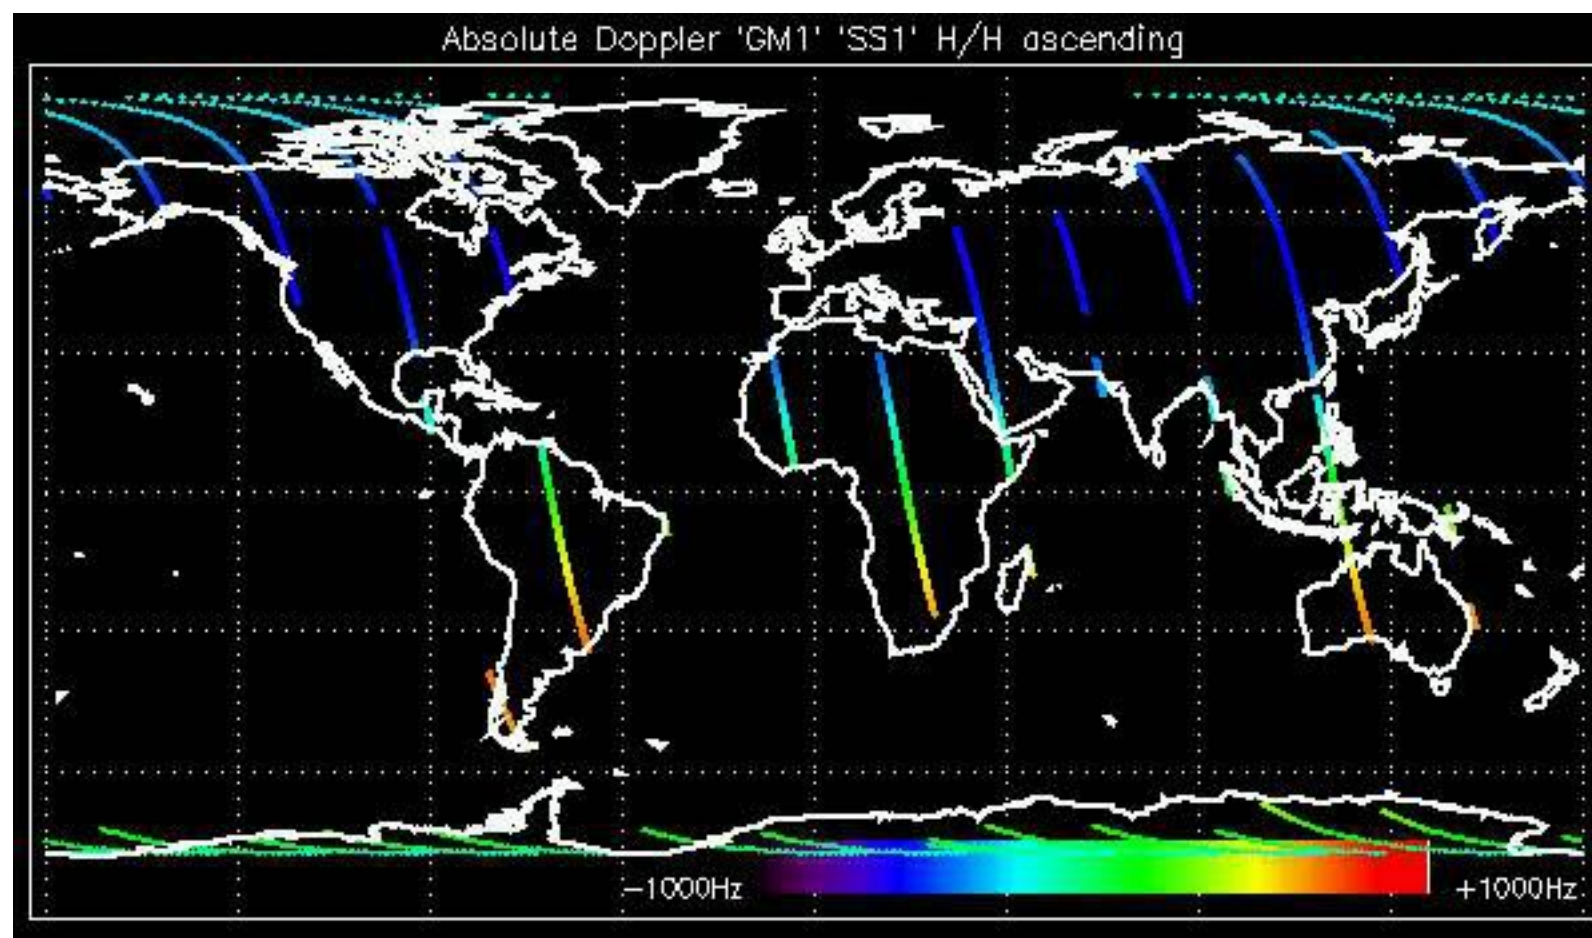 Absolute Doppler 'GM1' 'SS1' H/H ascending
-1000Hz
+1000Hz